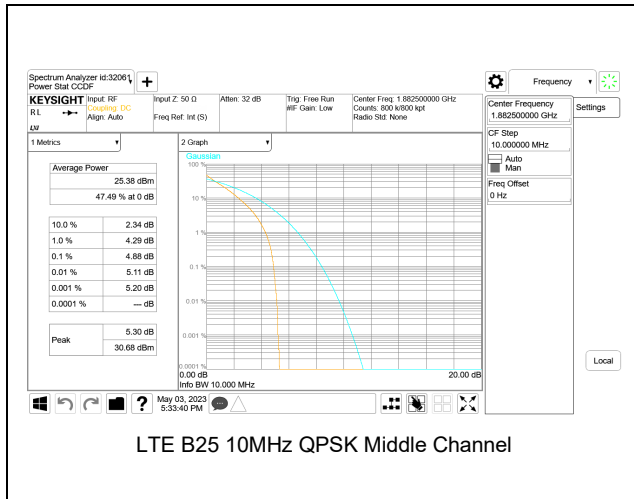 Spectrum Analyzer id:32061
Power Stat CCDF
+
Frequency
KEYSIGHT
RL
LXI
Input: RF
Coupling: DC
Align: Auto
Input Z: 50 Ω
Freq Ref: Int (S)
Atten: 32 dB
Trig: Free Run
#IF Gain: Low
Center Freq: 1.882500000 GHz
Counts: 800 k/800 kpt
Radio Std: None
Center Frequency
1.882500000 GHz
Settings
CF Step
10.000000 MHz
Auto
Man
Freq Offset
0 Hz
1 Metrics
Average Power
25.38 dBm
47.49 % at 0 dB
10.0 % 2.34 dB
1.0 % 4.29 dB
0.1 % 4.88 dB
0.01 % 5.11 dB
0.001 % 5.20 dB
0.0001 % --- dB
Peak
5.30 dB
30.68 dBm
2 Graph
Gaussian
100 %
10 %
1 %
0.1 %
0.01 %
0.001 %
0.0001 %
0.00 dB 20.00 dB
Info BW 10.000 MHz
Local
?
May 03, 2023
5:33:40 PM
LTE B25 10MHz QPSK Middle Channel